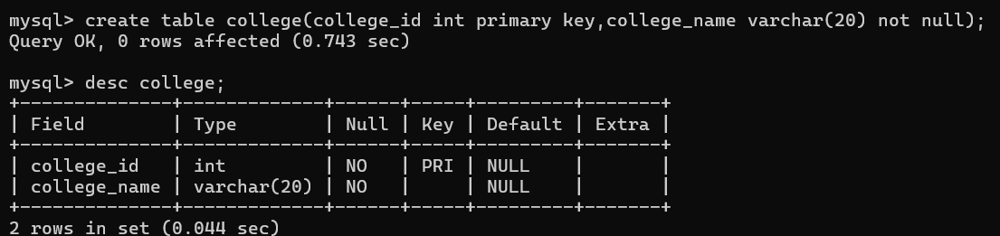 mysql> create table college(college_id int primary key,college_name varchar(20) not null);
Query OK, 0 rows affected (0.743 sec)

mysql> desc college;
+--------------+-------------+------+-----+---------+-------+
| Field        | Type        | Null | Key | Default | Extra |
+--------------+-------------+------+-----+---------+-------+
| college_id   | int         | NO   | PRI | NULL    |       |
| college_name | varchar(20) | NO   |     | NULL    |       |
+--------------+-------------+------+-----+---------+-------+
2 rows in set (0.044 sec)